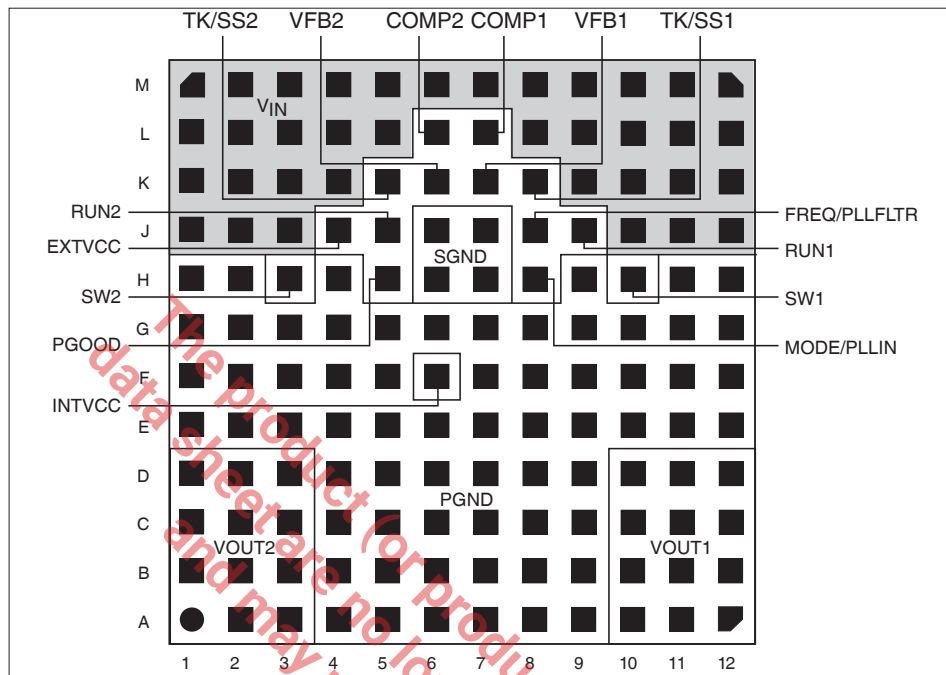 TK/SS2 VFB2 COMP2 COMP1 VFB1 TK/SS1
M
VIN
L
K
RUN2
J
FREQ/PLLFLTR
EXTVCC
SGND
RUN1
H
SW2
SW1
G
PGOOD
MODE/PLLIN
F
INTVCC
E
D
PGND
C
VOUT2
VOUT1
B
A
1 2 3 4 5 6 7 8 9 10 11 12
The product (or produ
data sheet are no lo
and may